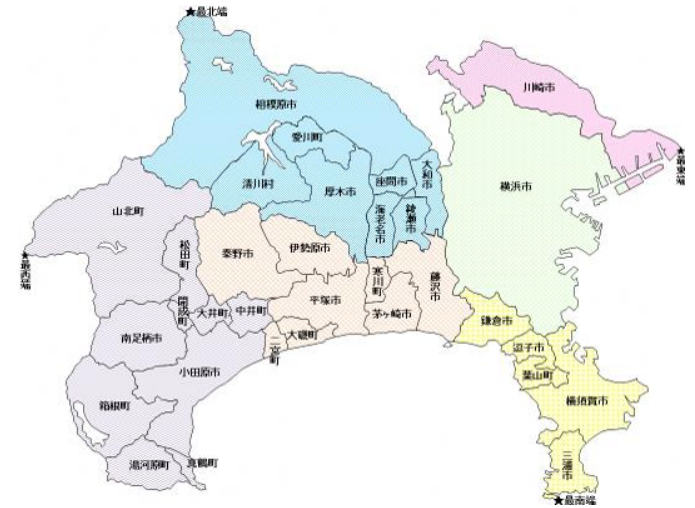 ★最北端
川崎市
相模原市
愛川町
★最東端
清川村
厚木市
座間市
大和市
横浜市
海老名市
綾瀬市
山北町
松田町
秦野市
伊勢原市
寒川町
藤沢市
★最西端
開成町
大井町
中井町
平塚市
茅ヶ崎市
鎌倉市
南足柄市
二宮町
大磯町
逗子市
小田原市
葉山町
箱根町
横須賀市
湯河原町
真鶴町
三浦市
★最南端